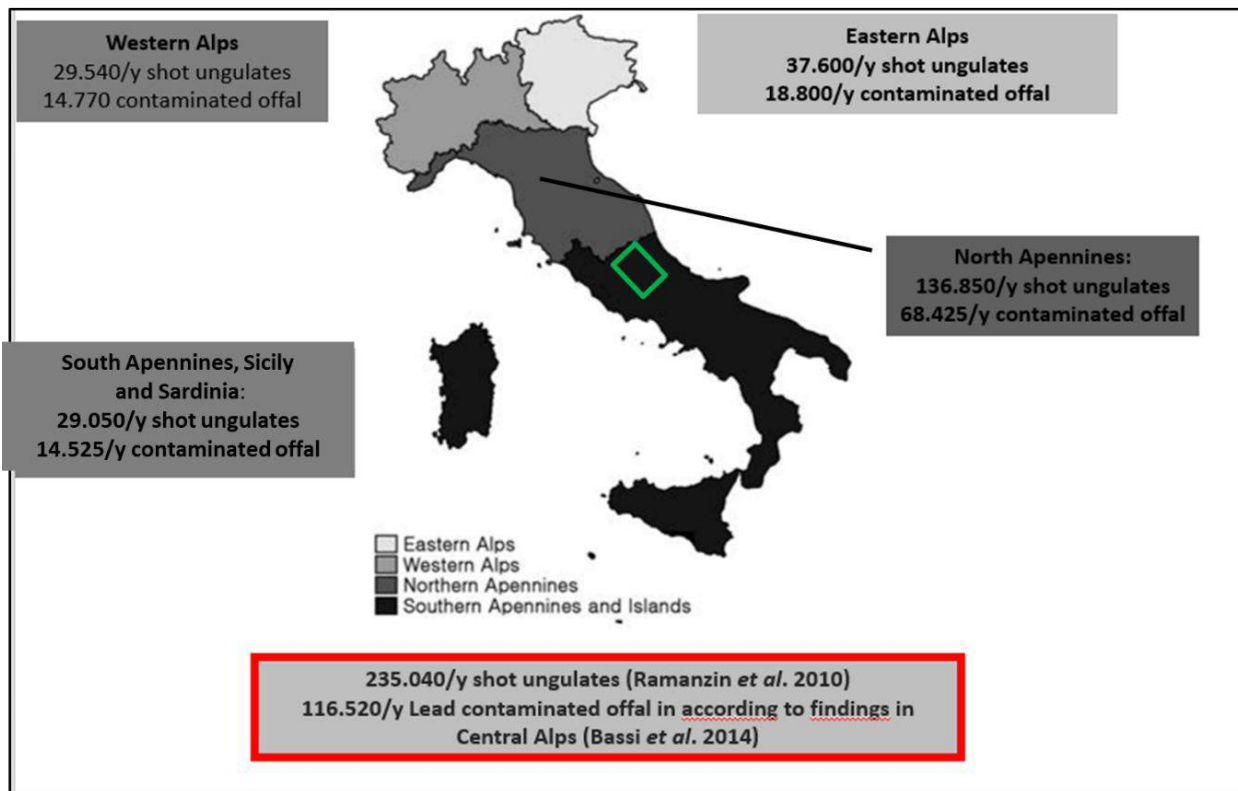 Western Alps
29.540/y shot ungulates
14.770 contaminated offal
Eastern Alps
37.600/y shot ungulates
18.800/y contaminated offal
North Apennines:
136.850/y shot ungulates
68.425/y contaminated offal
South Apennines, Sicily
and Sardinia:
29.050/y shot ungulates
14.525/y contaminated offal
Eastern Alps
Western Alps
Northern Apennines
Southern Apennines and Islands
235.040/y shot ungulates (Ramanzin et al. 2010)
116.520/y Lead contaminated offal in according to findings in
Central Alps (Bassi et al. 2014)